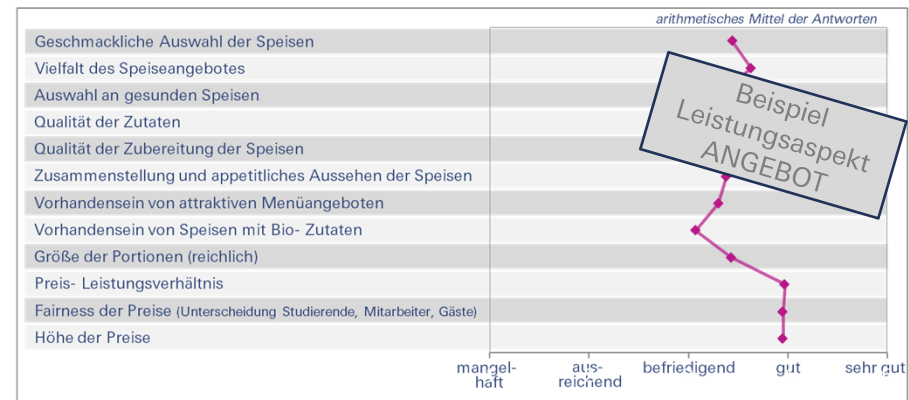 arithmetisches Mittel der Antworten
Geschmackliche Auswahl der Speisen
Vielfalt des Speiseangebotes
Auswahl an gesunden Speisen
Qualität der Zutaten
Qualität der Zubereitung der Speisen
Zusammenstellung und appetitliches Aussehen der Speisen
Vorhandensein von attraktiven Menüangeboten
Vorhandensein von Speisen mit Bio- Zutaten
Größe der Portionen (reichlich)
Preis- Leistungsverhältnis
Fairness der Preise (Unterscheidung Studierende, Mitarbeiter, Gäste)
Höhe der Preise
Beispiel
Leistungsaspekt
ANGEBOT
mangel-
haft
aus-
reichend
befriedigend
gut
sehr gut